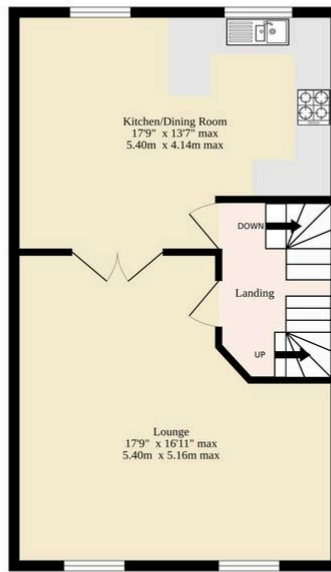 Kitchen/Dining Room
17'9" x 13'7" max
5.40m x 4.14m max
DOWN
Landing
UP
Lounge
17'9" x 16'11" max
5.40m x 5.16m max